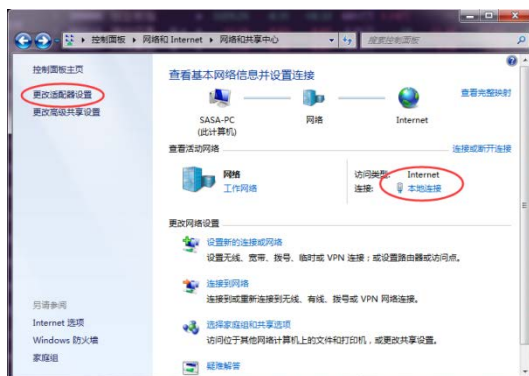 控制面板 ▸ 网络和 Internet ▸ 网络和共享中心
搜索控制面板
控制面板主页
更改适配器设置
更改高级共享设置
查看基本网络信息并设置连接
查看完整映射
SASA-PC
(此计算机)
网络
Internet
查看活动网络
连接或断开连接
网络
工作网络
访问类型: Internet
连接: 本地连接
更改网络设置
设置新的连接或网络
设置无线、宽带、拨号、临时或 VPN 连接；或设置路由器或访问点。
连接到网络
连接到或重新连接到无线、有线、拨号或 VPN 网络连接。
选择家庭组和共享选项
访问位于其他网络计算机上的文件和打印机，或更改共享设置。
疑难解答
另请参阅
Internet 选项
Windows 防火墙
家庭组